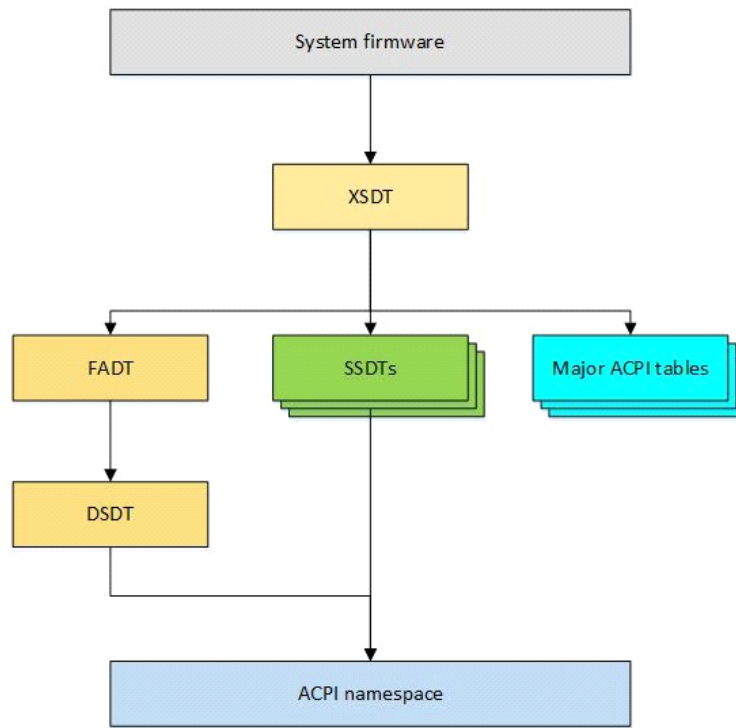 System firmware
XSDT
FADT
SSDTs
Major ACPI tables
DSDT
ACPI namespace